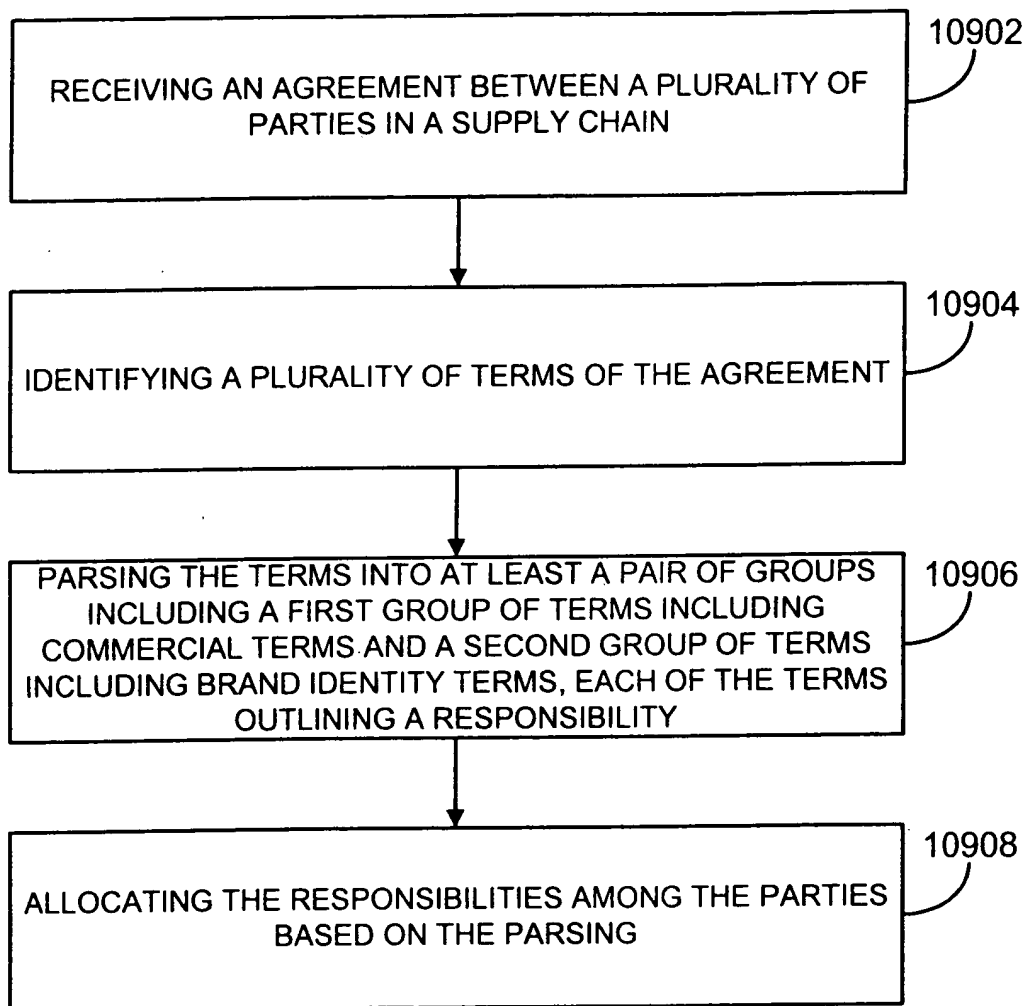 10902
RECEIVING AN AGREEMENT BETWEEN A PLURALITY OF
PARTIES IN A SUPPLY CHAIN
10904
IDENTIFYING A PLURALITY OF TERMS OF THE AGREEMENT
10906
PARSING THE TERMS INTO AT LEAST A PAIR OF GROUPS
INCLUDING A FIRST GROUP OF TERMS INCLUDING
COMMERCIAL TERMS AND A SECOND GROUP OF TERMS
INCLUDING BRAND IDENTITY TERMS, EACH OF THE TERMS
OUTLINING A RESPONSIBILITY
10908
ALLOCATING THE RESPONSIBILITIES AMONG THE PARTIES
BASED ON THE PARSING